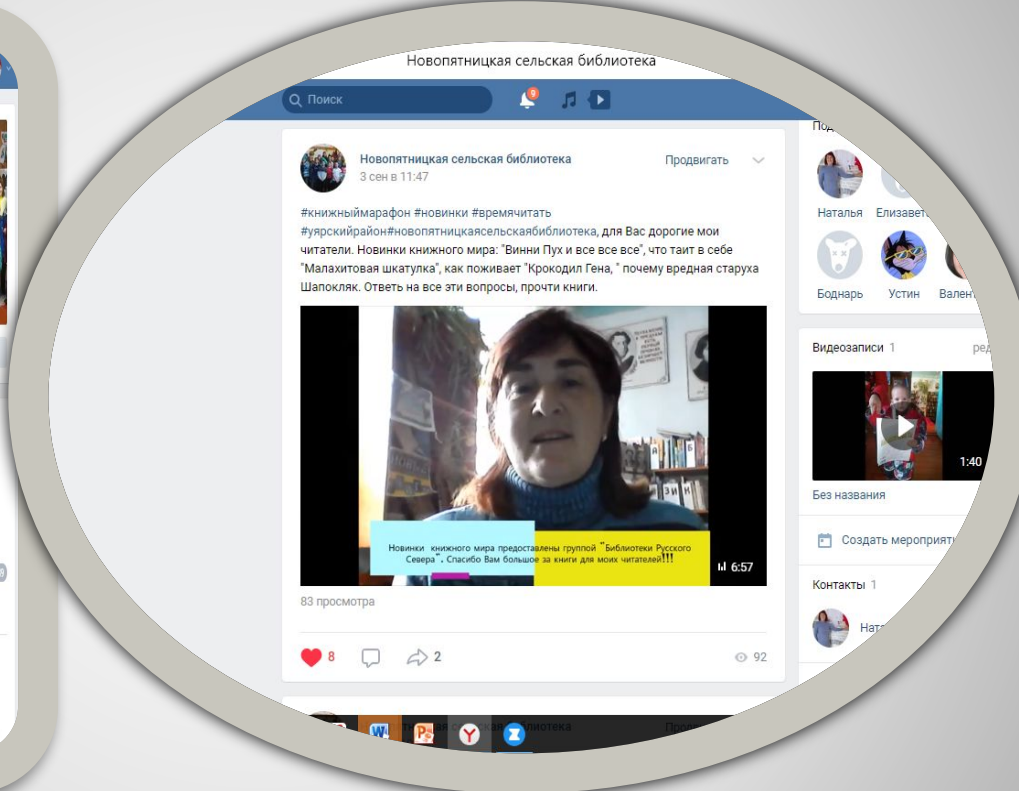 Новопятницкая сельская библиотека
Поиск
9
Новопятницкая сельская библиотека
3 сен в 11:47
Продвигать
#книжныймарафон #новинки #времячитать
#уярскийрайон#новопятницкаясельскаябиблиотека, для Вас дорогие мои
читатели. Новинки книжного мира: "Винни Пух и все все все", что таит в себе
"Малахитовая шкатулка", как поживает "Крокодил Гена, " почему вредная старуха
Шапокляк. Ответь на все эти вопросы, прочти книги.
Новинки книжного мира предоставлены группой "Библиотеки Русского
Севера". Спасибо Вам большое за книги для моих читателей!!!
6:57
83 просмотра
8
2
92
Наталья
Боднарь Устин
Видеозаписи 1
1:40
Без названия
Создать
Контакты 1